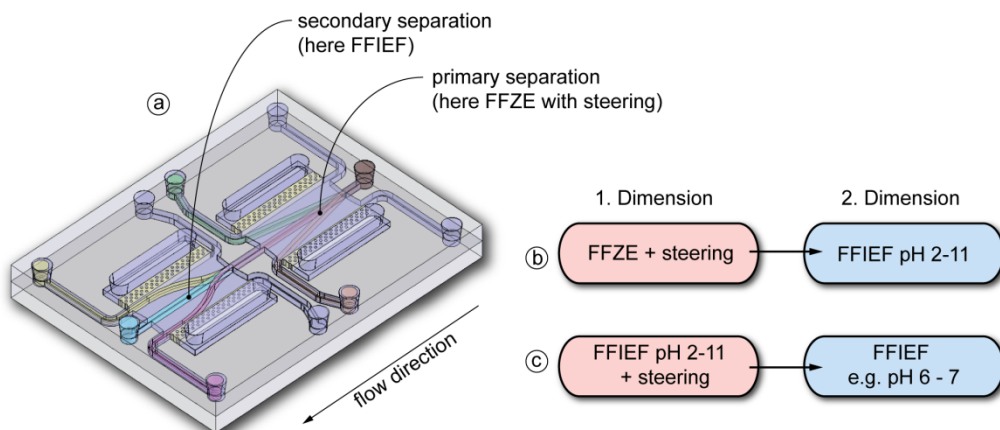 secondary separation
(here FFIEF)
primary separation
(here FFZE with steering)
a
flow direction
1. Dimension
2. Dimension
b
FFZE + steering
FFIEF pH 2-11
c
FFIEF pH 2-11
+ steering
FFIEF
e.g. pH 6 - 7